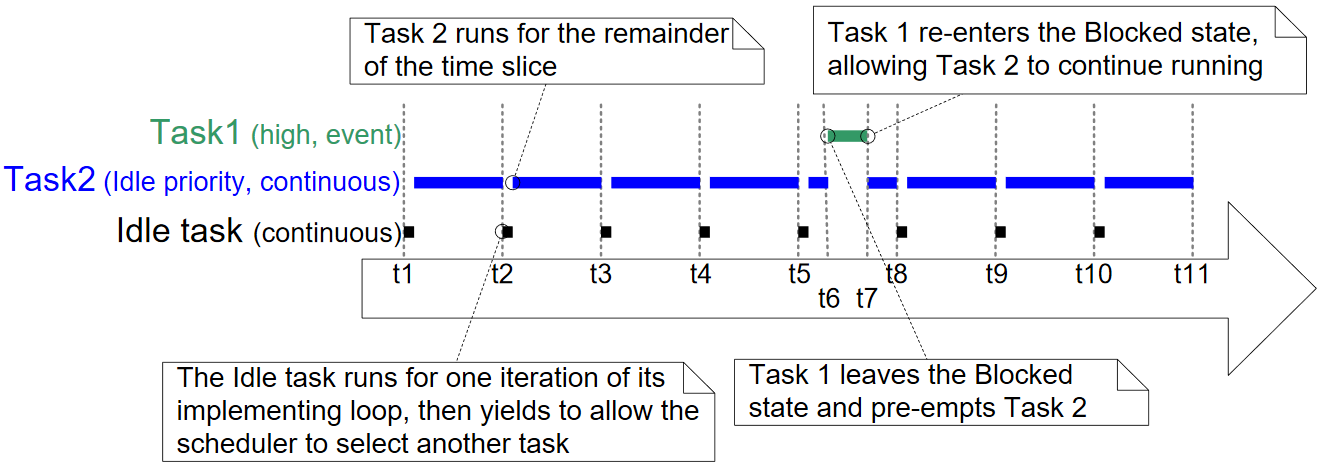 Task 2 runs for the remainder
of the time slice
Task 1 re-enters the Blocked state,
allowing Task 2 to continue running
Task1 (high, event)
Task2 (Idle priority, continuous)
Idle task (continuous)
t1 t2 t3 t4 t5 t8 t9 t10 t11
t6 t7
The Idle task runs for one iteration of its
implementing loop, then yields to allow the
scheduler to select another task
Task 1 leaves the Blocked
state and pre-empts Task 2